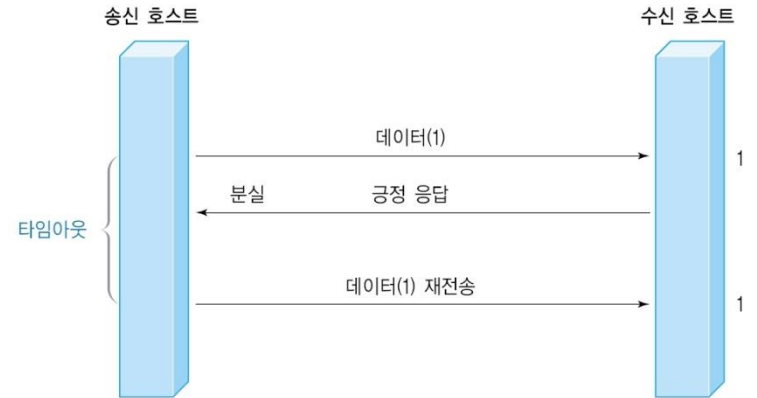 송신 호스트
수신 호스트
데이터(1)
1
분실
긍정 응답
타임아웃
데이터(1) 재전송
1